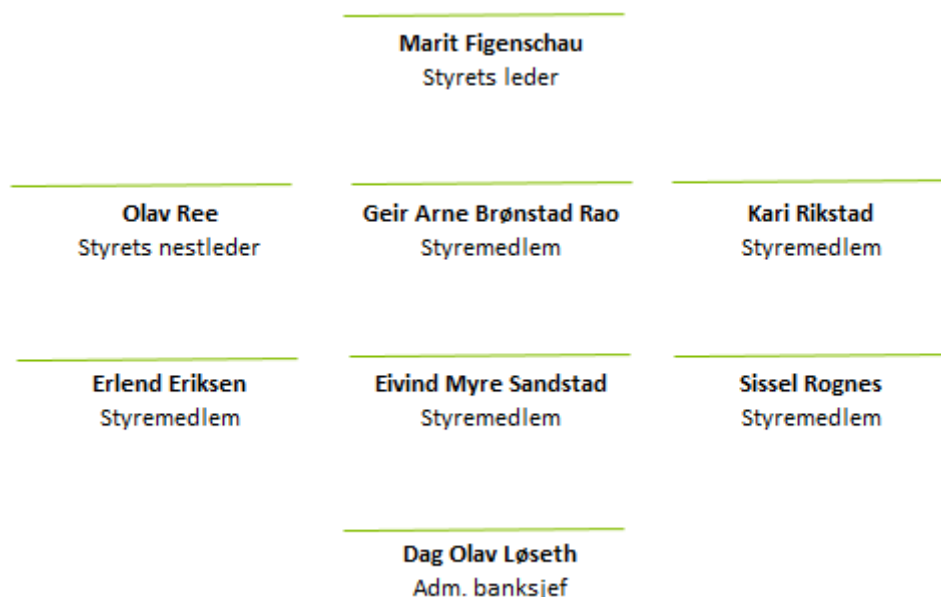 Marit Figenschau
Styrets leder
Olav Ree
Styrets nestleder
Geir Arne Brønstad Rao
Styremedlem
Kari Rikstad
Styremedlem
Erlend Eriksen
Styremedlem
Eivind Myre Sandstad
Styremedlem
Sissel Rognes
Styremedlem
Dag Olav Løseth
Adm. banksjef